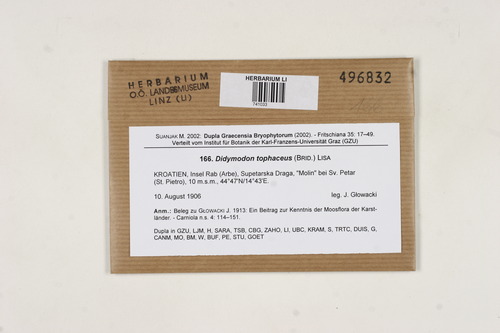 HERBARIUM
O.Ö. LANDESMUSEUM
LINZ (U)
HERBARIUM LI
741033
496832
SUANJAK M. 2002: Dupla Graecensia Bryophytorum (2002). - Fritschiana 35: 17–49.
Verteilt vom Institut für Botanik der Karl-Franzens-Universität Graz (GZU)
166. Didymodon tophaceus (BRID.) LISA
KROATIEN, Insel Rab (Arbe), Supetarska Draga, "Molin" bei Sv. Petar
(St. Pietro), 10 m.s.m., 44°47'N/14°43'E.
10. August 1906 leg. J. Głowacki
Anm.: Beleg zu GŁOWACKI J. 1913: Ein Beitrag zur Kenntnis der Moosflora der Karst-
länder. - Carniola n.s. 4: 114–151.
Dupla in GZU, LJM, H, SARA, TSB, CBG, ZAHO, LI, UBC, KRAM, S, TRTC, DUIS, G,
CANM, MO, BM, W, BUF, PE, STU, GOET